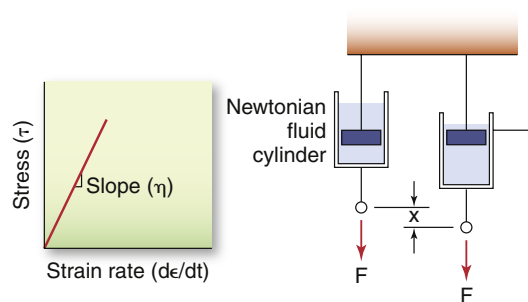 Stress (τ)
Slope (η)
Strain rate (dϵ/dt)
Newtonian
fluid
cylinder
x
F
F